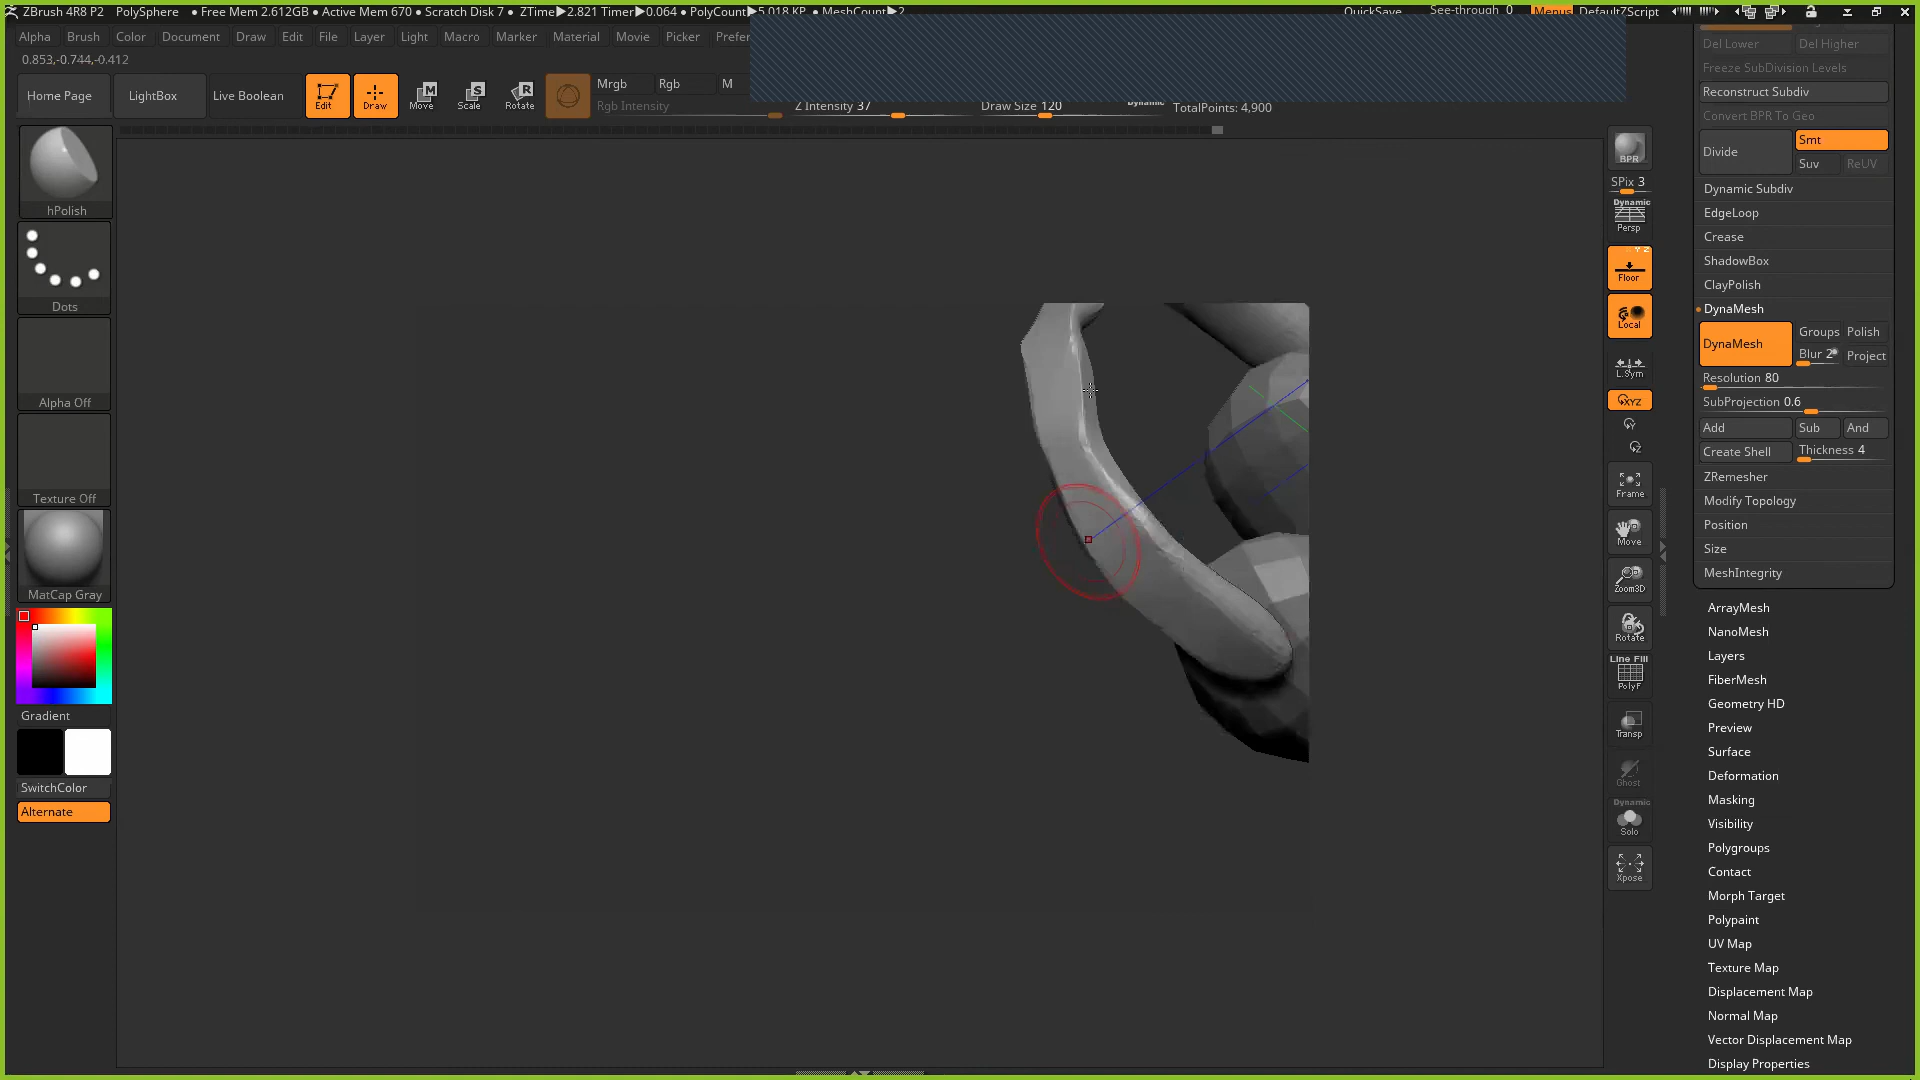 ZBrush 4R8 P2 PolySphere ● Free Mem 2.612GB ● Active Mem 670 ● Scratch Disk 7 ● ZTime▶2.821 Timer▶0.064 ● PolyCount▶5.018 KP ● MeshCount▶2 QuickSave See-through 0 Menus DefaultZScript
Alpha Brush Color Document Draw Edit File Layer Light Macro Marker Material Movie Picker Prefer
0.853,-0.744,-0.412
Home Page LightBox Live Boolean Edit Draw Move Scale Rotate Mrgb Rgb M
Rgb Intensity Z Intensity 37 Draw Size 120 Dynamic TotalPoints: 4,900
hPolish
Dots
Alpha Off
Texture Off
MatCap Gray
Gradient
SwitchColor
Alternate
BPR
SPix 3
Dynamic
Persp
Floor
Local
L.Sym
XYZ
Y
Z
Frame
Move
Zoom3D
Rotate
Line Fill
PolyF
Transp
Ghost
Dynamic
Solo
Xpose
Del Lower Del Higher
Freeze SubDivision Levels
Reconstruct Subdiv
Convert BPR To Geo
Divide Smt
Suv ReUV
Dynamic Subdiv
EdgeLoop
Crease
ShadowBox
ClayPolish
DynaMesh
DynaMesh Groups Polish
Blur 2 Project
Resolution 80
SubProjection 0.6
Add Sub And
Create Shell Thickness 4
ZRemesher
Modify Topology
Position
Size
MeshIntegrity
ArrayMesh
NanoMesh
Layers
FiberMesh
Geometry HD
Preview
Surface
Deformation
Masking
Visibility
Polygroups
Contact
Morph Target
Polypaint
UV Map
Texture Map
Displacement Map
Normal Map
Vector Displacement Map
Display Properties